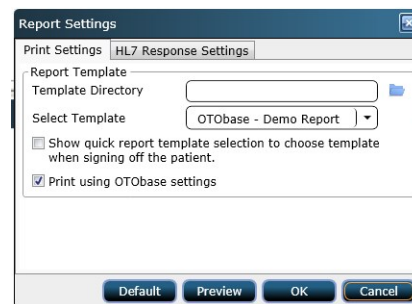 Report Settings
Print Settings HL7 Response Settings
Report Template
Template Directory
Select Template OTObase - Demo Report
Show quick report template selection to choose template
when signing off the patient.
Print using OTObase settings
Default Preview OK Cancel